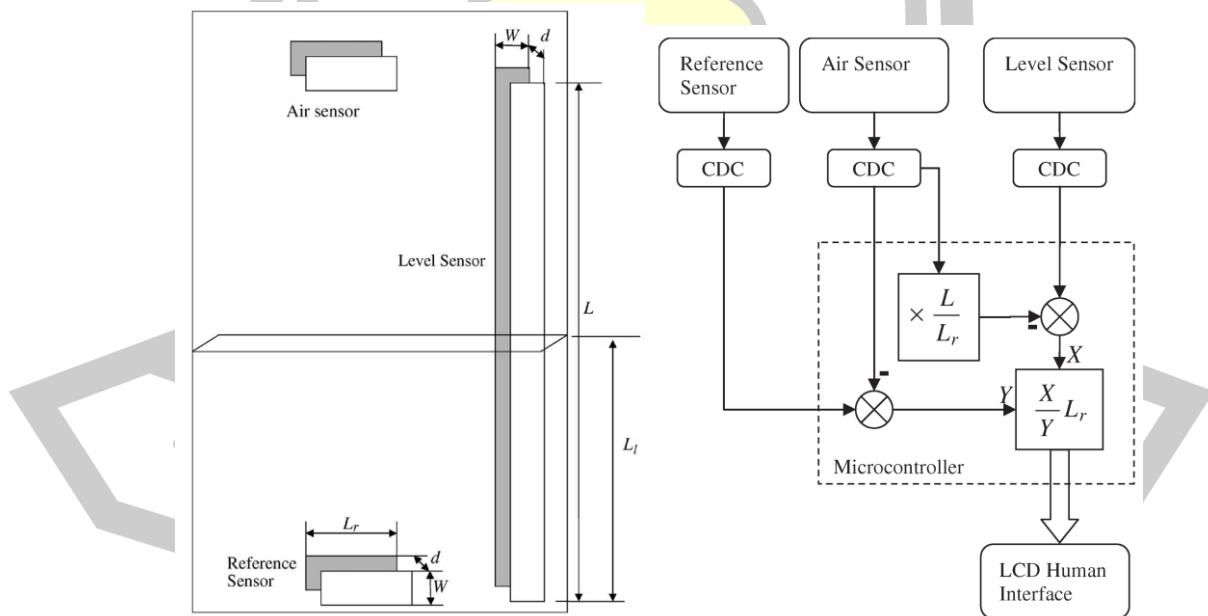 W
d
Air sensor
Level Sensor
L
L_l
L_r
d
W
Reference
Sensor
Reference
Sensor
Air Sensor
Level Sensor
CDC
CDC
CDC
× L/L_r
-
-
X
Y
X/Y L_r
Microcontroller
LCD Human
Interface